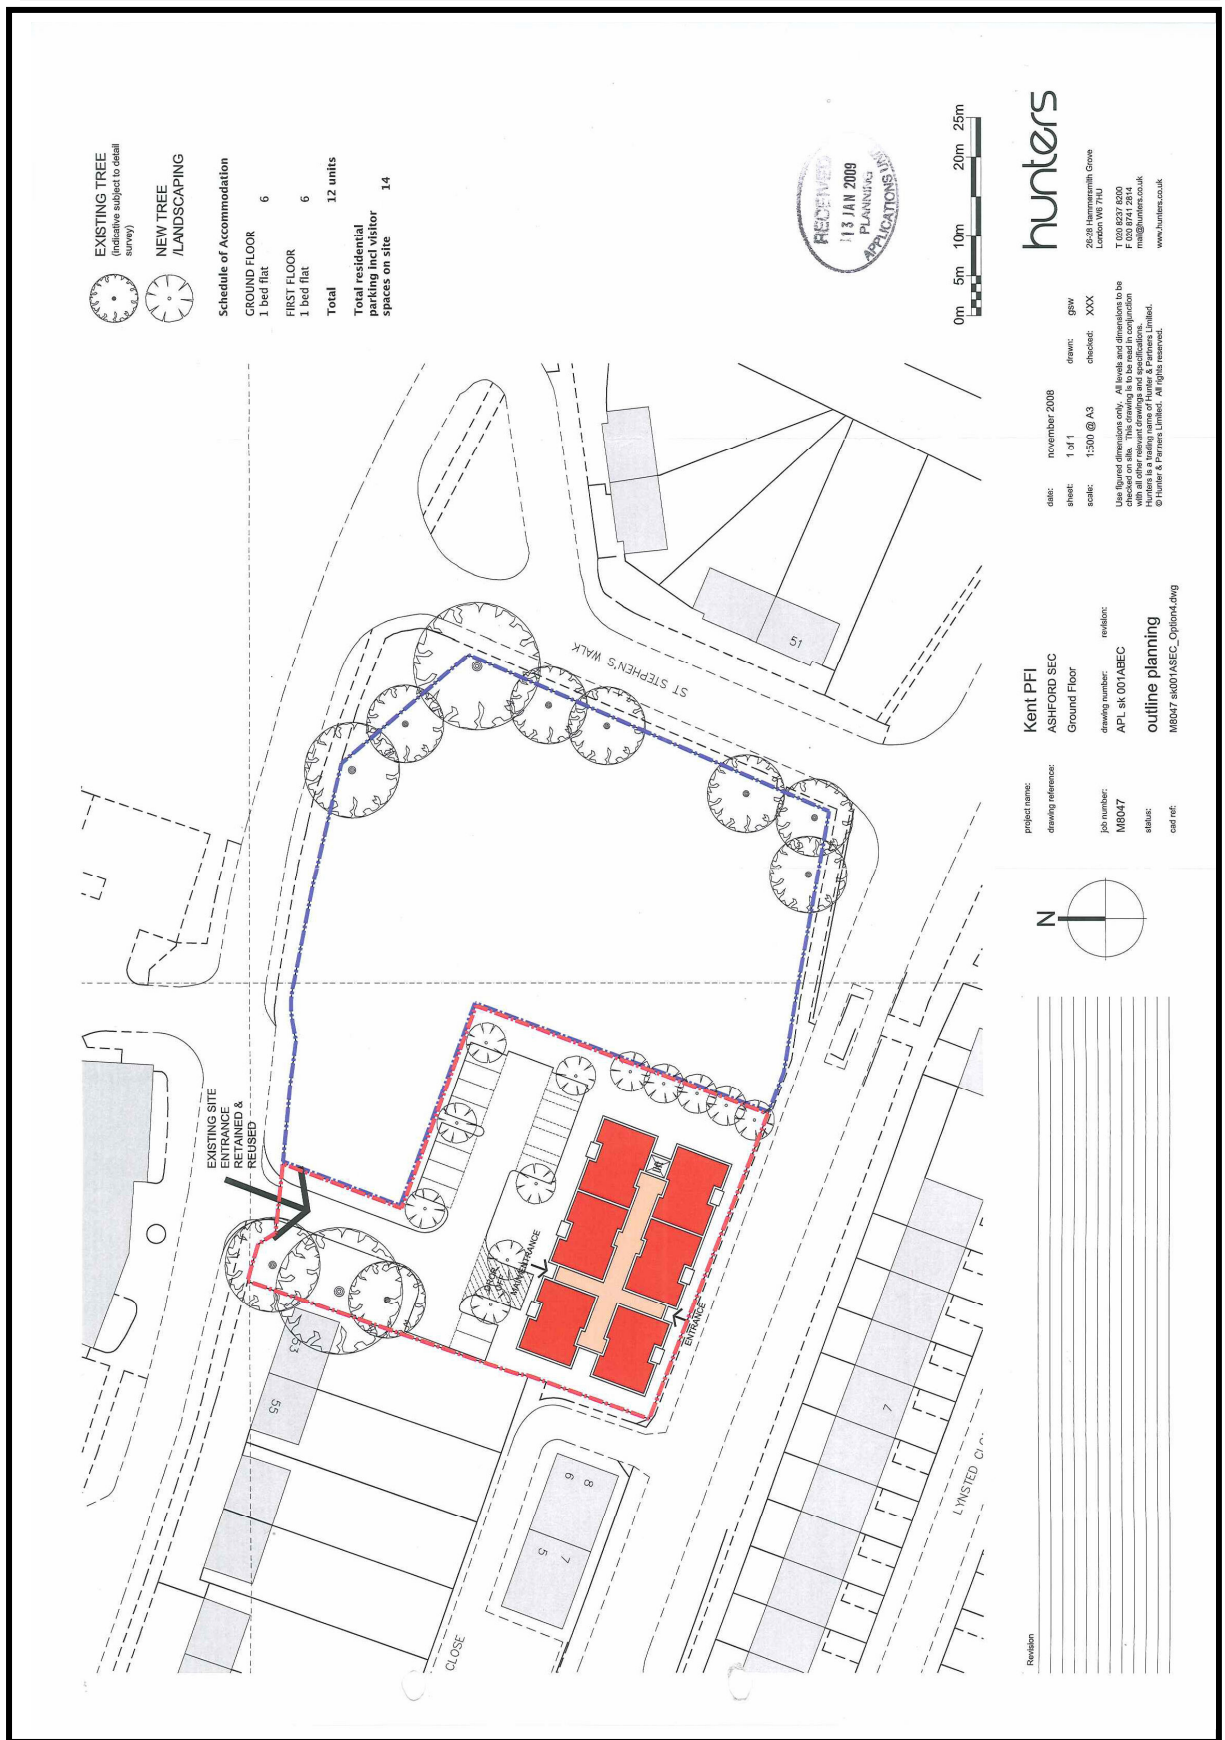 EXISTING TREE
(indicative subject to detail
survey)
NEW TREE
/LANDSCAPING
Schedule of Accommodation
GROUND FLOOR
1 bed flat 6
FIRST FLOOR
1 bed flat 6
Total 12 units
Total residential
parking incl visitor
spaces on site 14
RECEIVED
13 JAN 2009
PLANNING
APPLICATIONS
0m 5m 10m 20m 25m
EXISTING SITE
ENTRANCE
RETAINED &
REUSED
ST STEPHEN'S WALK
51
53
55
DROP
OFF
MAIN ENTRANCE
ENTRANCE
8
6
7
5
7
CLOSE
LYNSTED
hunters
26-28 Hammersmith Grove
London W6 7HU
T 020 8237 8200
F 020 8741 2814
mail@hunters.co.uk
www.hunters.co.uk
date: november 2008
sheet: 1 of 1 drawn: gsw
scale: 1:500 @ A3 checked: XXX
Use figured dimensions only. All levels and dimensions to be
checked on site. This drawing is to be read in conjunction
with all other relevant drawings and specifications.
Hunters is a trading name of Hunter & Partners Limited.
© Hunter & Partners Limited. All rights reserved.
project name: Kent PFI
drawing reference: ASHFORD SEC
Ground Floor
job number: drawing number: revision:
M8047 APL sk 001ABEC
status: outline planning
cad ref: M8047 sk001ASEC_Option4.dwg
N
Revision